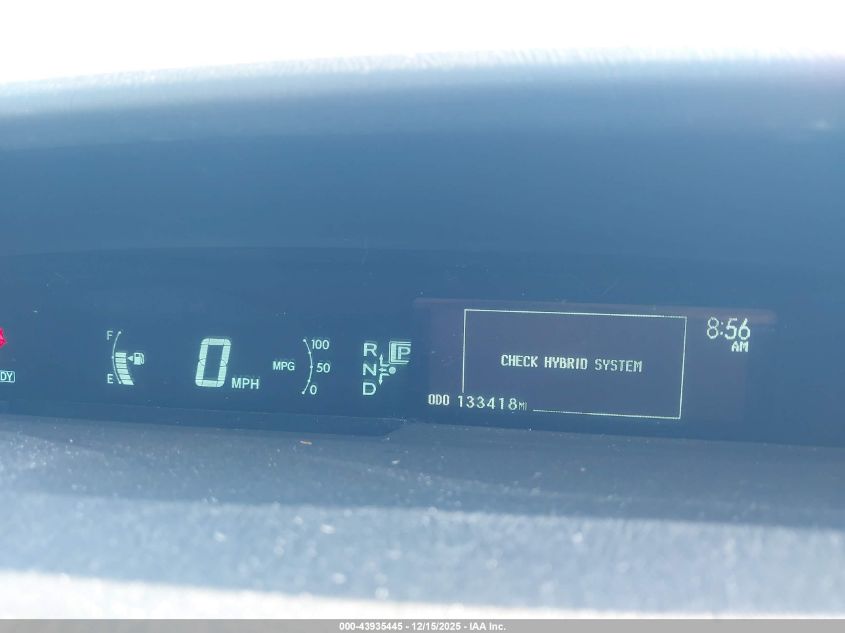 DY
F
E
0 MPH
MPG
100
50
0
R
N
D
P
CHECK HYBRID SYSTEM
8:56
AM
ODO 133418MI
000-43935445 - 12/15/2025 - IAA Inc.